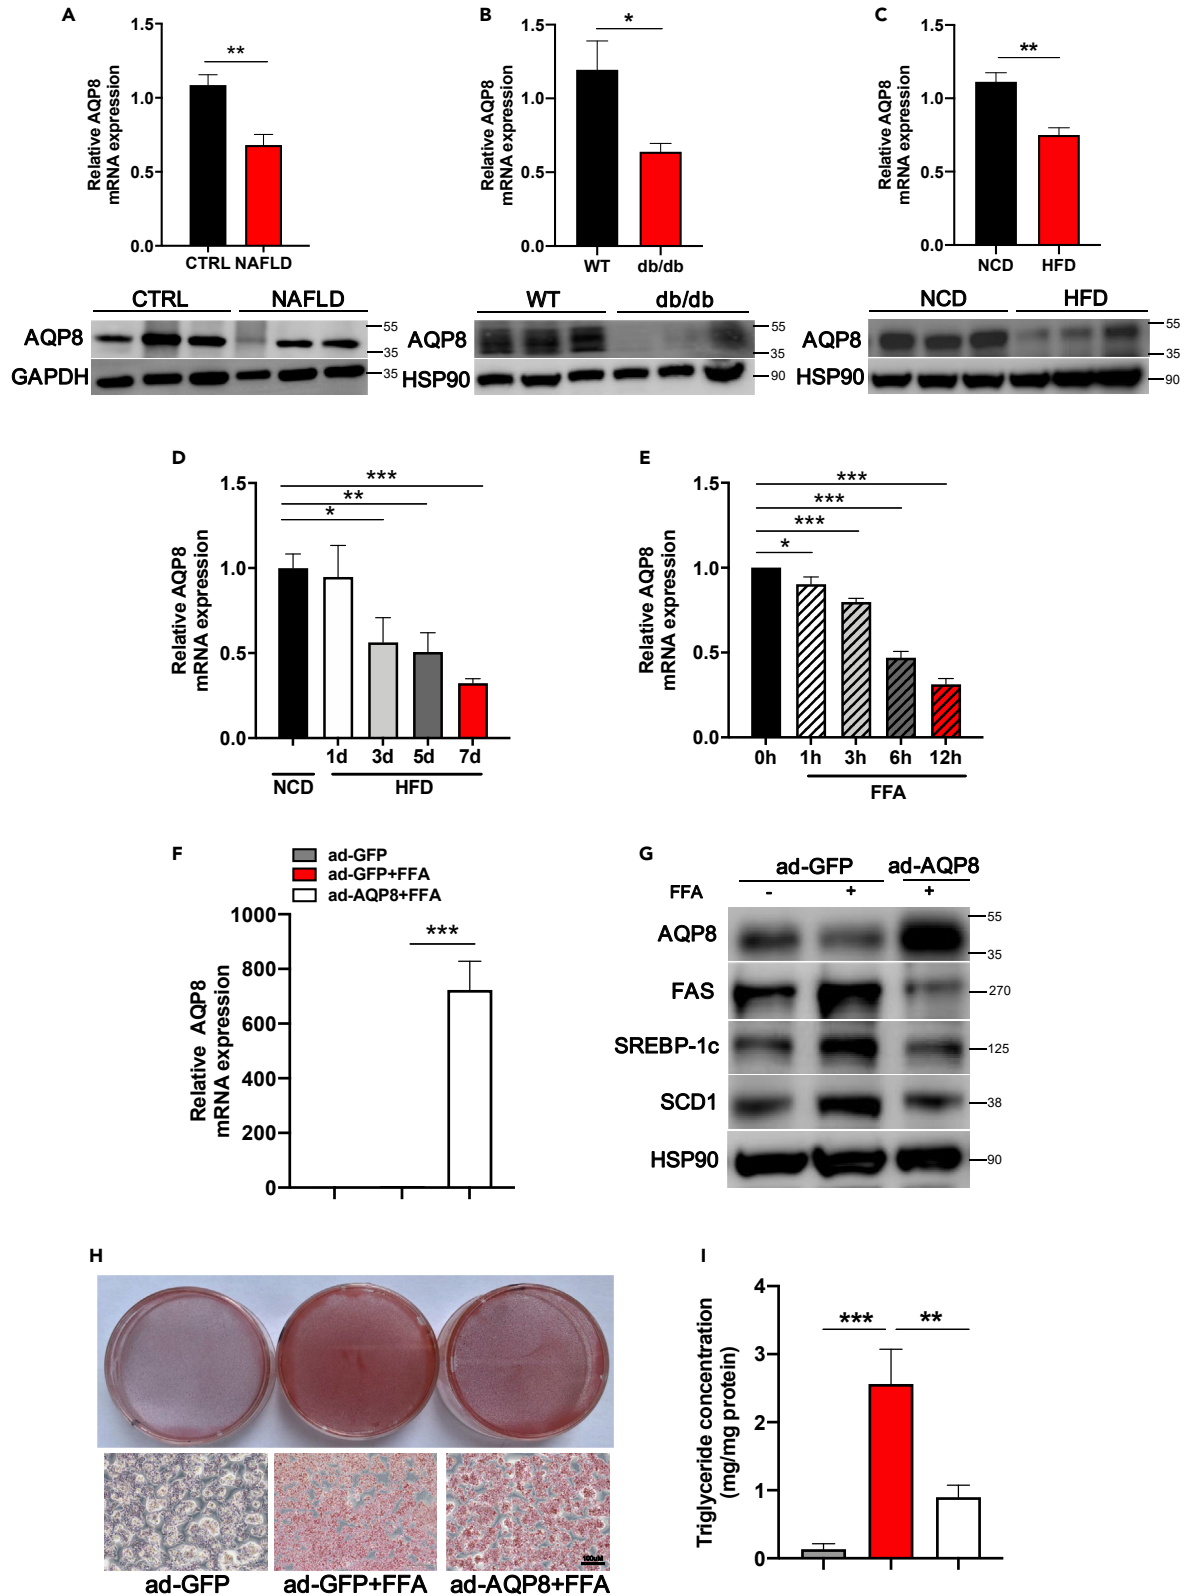 A
B
C
1.5
1.0
0.5
0.0
Relative AQP8
mRNA expression
**
CTRL NAFLD
1.5
1.0
0.5
0.0
Relative AQP8
mRNA expression
*
WT db/db
1.5
1.0
0.5
0.0
Relative AQP8
mRNA expression
**
NCD HFD
CTRL NAFLD
AQP8 55
35
GAPDH 35
WT db/db
AQP8 55
35
HSP90 90
NCD HFD
AQP8 55
35
HSP90 90
D
1.5
1.0
0.5
0.0
Relative AQP8
mRNA expression
***
**
*
1d 3d 5d 7d
NCD HFD
E
1.5
1.0
0.5
0.0
Relative AQP8
mRNA expression
***
***
***
*
0h 1h 3h 6h 12h
FFA
F
ad-GFP
ad-GFP+FFA
ad-AQP8+FFA
1000
800
600
400
200
0
Relative AQP8
mRNA expression
***
G
ad-GFP ad-AQP8
FFA - + +
AQP8 55
35
FAS 270
SREBP-1c 125
SCD1 38
HSP90 90
H
100uM
ad-GFP ad-GFP+FFA ad-AQP8+FFA
I
4
3
2
1
0
Triglyceride concentration
(mg/mg protein)
*** **